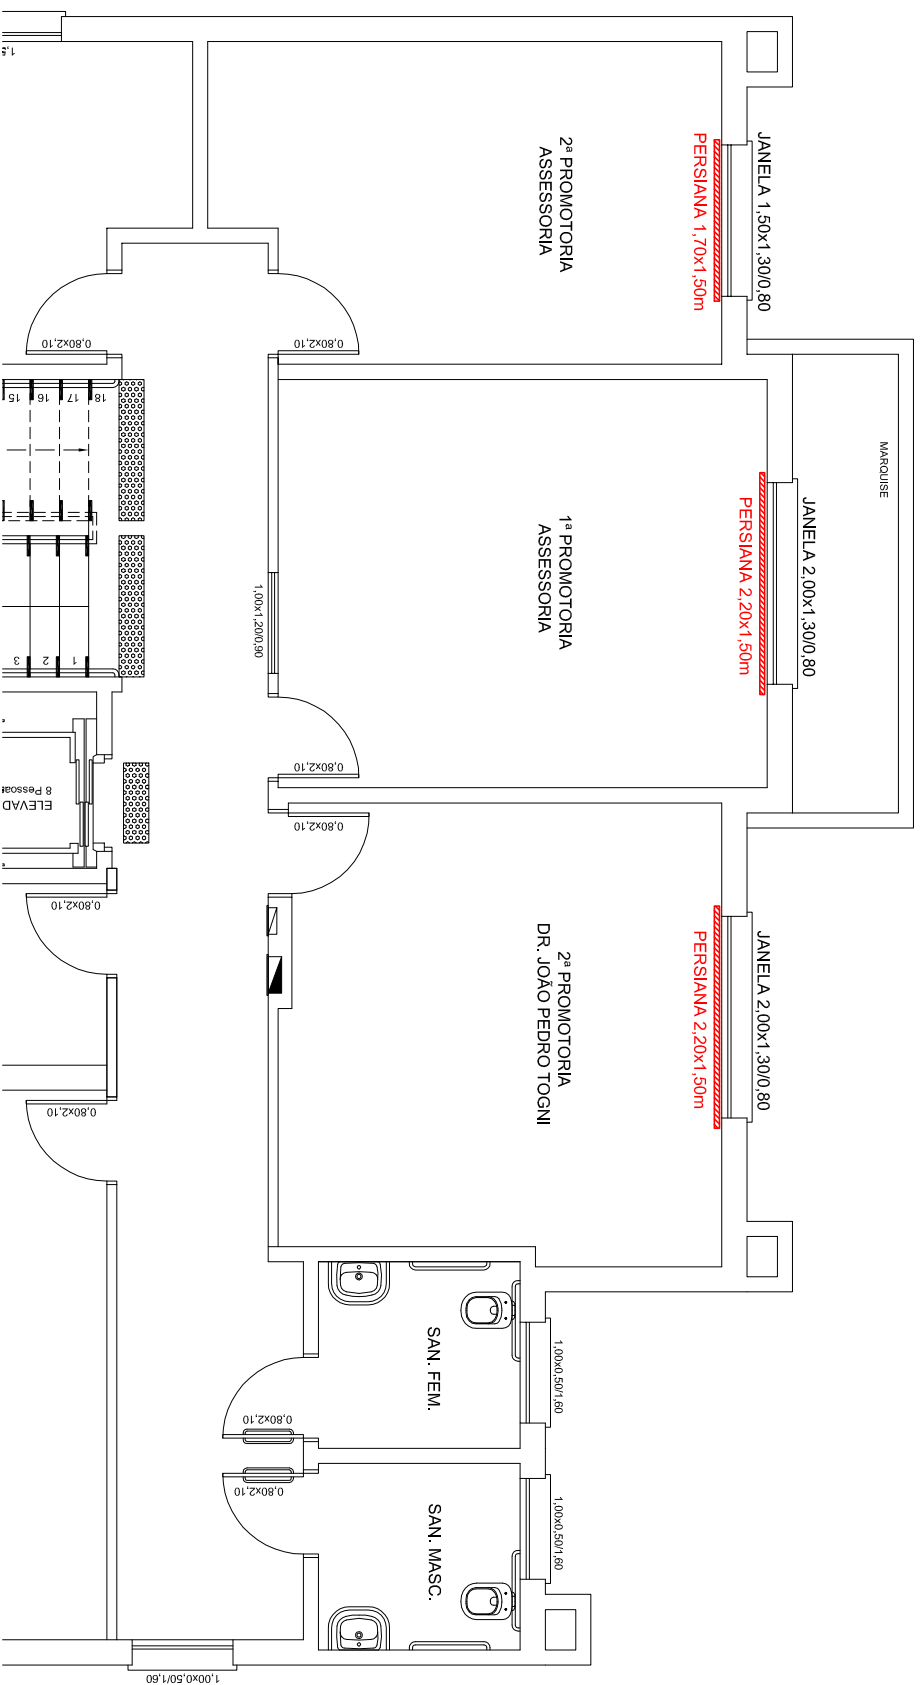 JANELA 1,50x1,30/0,80
PERSIANA 1,70x1,50m
2ª PROMOTORIA
ASSESSORIA
0,80x2,10
0,80x2,10
MARQUISE
JANELA 2,00x1,30/0,80
PERSIANA 2,20x1,50m
1ª PROMOTORIA
ASSESSORIA
1,00x1,20/0,90
0,80x2,10
15
16
17
18
3
2
1
8 Pessoa
ELEVAD
0,80x2,10
0,80x2,10
0,80x2,10
JANELA 2,00x1,30/0,80
PERSIANA 2,20x1,50m
2ª PROMOTORIA
DR. JOÃO PEDRO TOGNI
SAN. FEM.
1,00x0,50/1,60
0,80x2,10
SAN. MASC.
1,00x0,50/1,60
0,80x2,10
1,00x0,50/1,60